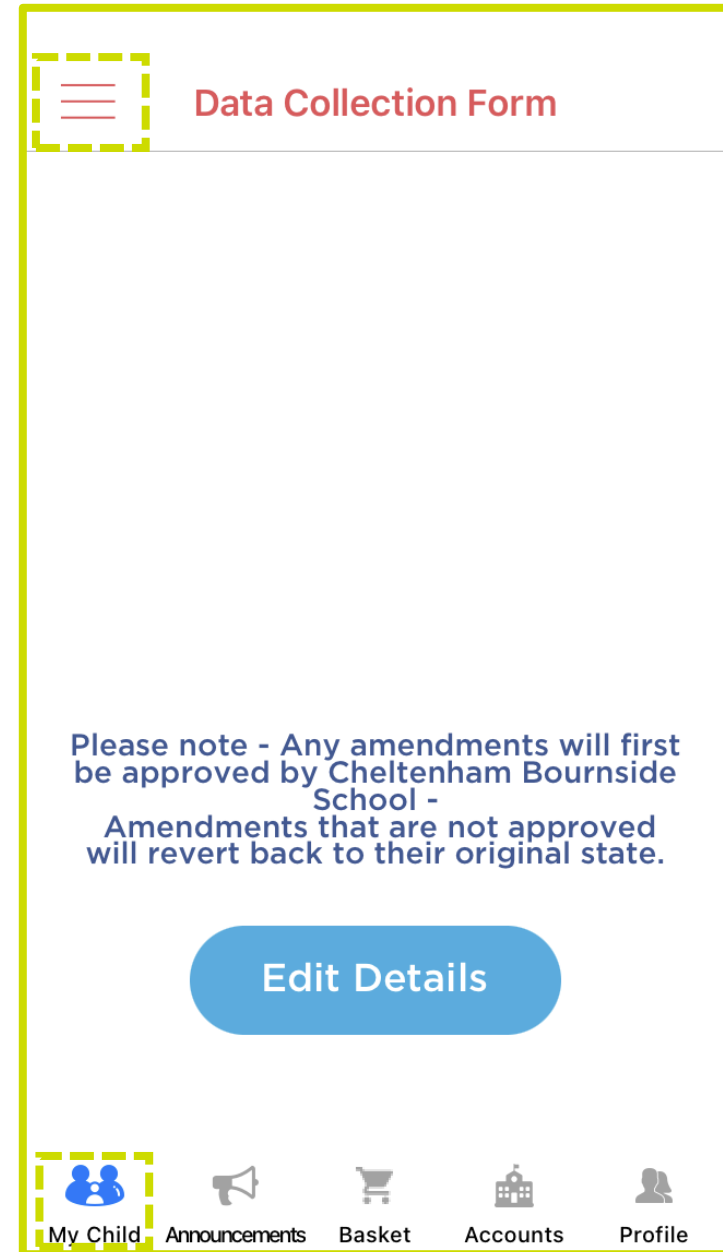 Data Collection Form
Please note - Any amendments will first
be approved by Cheltenham Bournside
School -
Amendments that are not approved
will revert back to their original state.
Edit Details
My Child Announcements Basket Accounts Profile